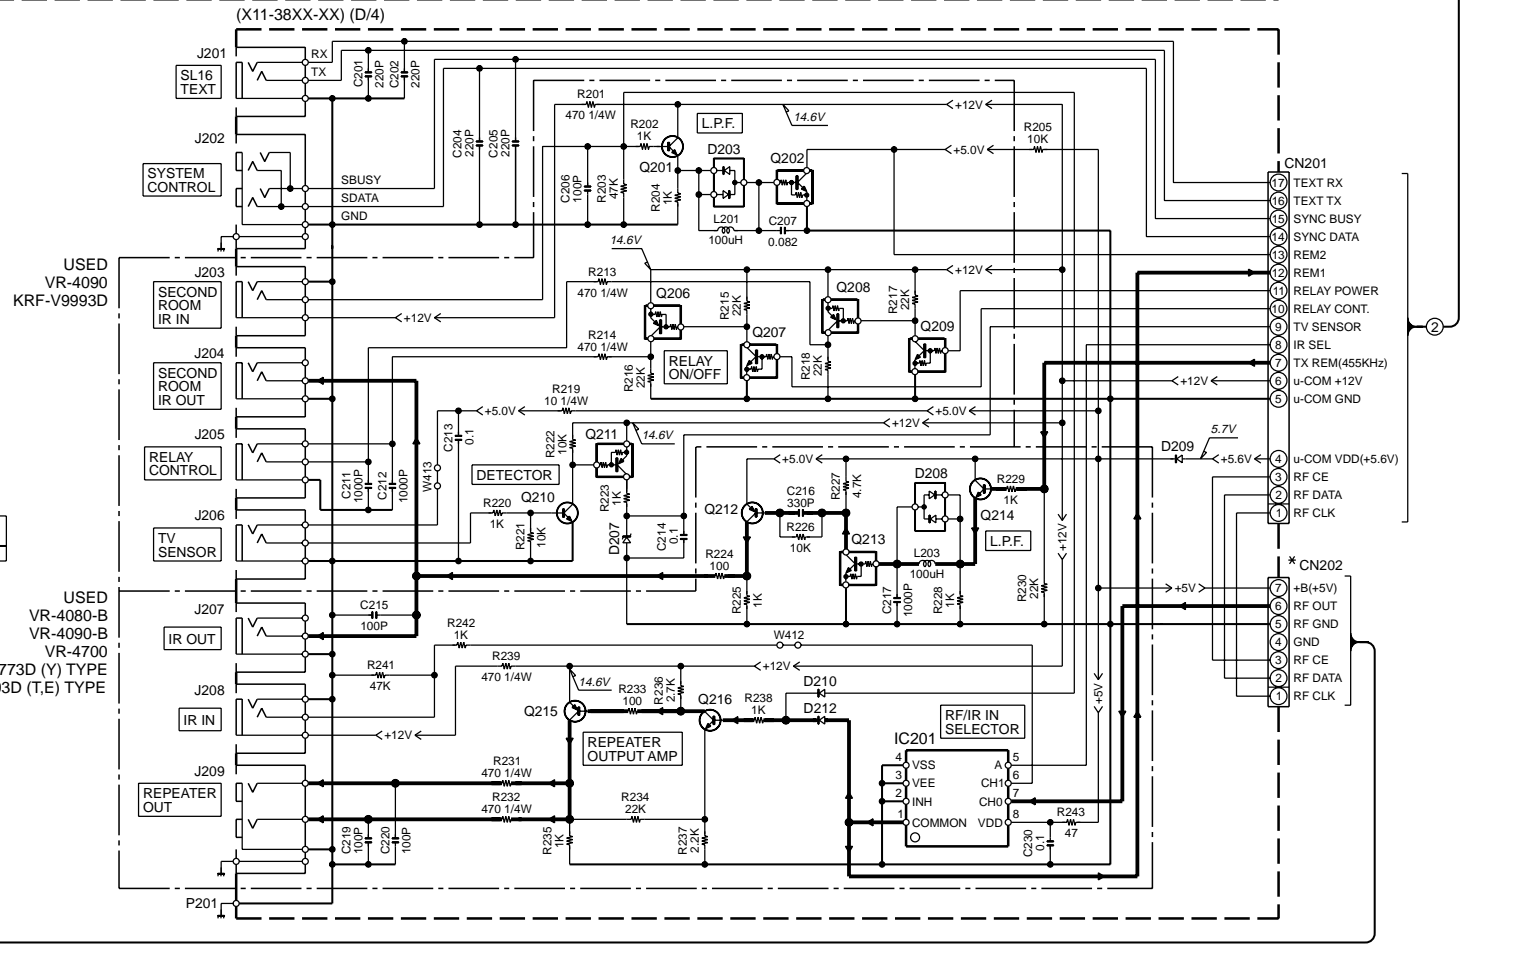 (X11-38XX-XX) (D/4)
J201
SL16
TEXT
RX
TX
C201
220P
C202
220P
J202
SYSTEM
CONTROL
SBUSY
SDATA
GND
C204
220P
C205
220P
R201
470 1/4W
R202
1K
Q201
C206
100P
R203
47K
R204
1K
L.P.F.
14.6V
+12V
D203
Q202
L201
100uH
C207
0.082
+5.0V
R205
10K
CN201
17 TEXT RX
16 TEXT TX
15 SYNC BUSY
14 SYNC DATA
13 REM2
12 REM1
11 RELAY POWER
10 RELAY CONT.
9 TV SENSOR
8 IR SEL
7 TX REM(455KHz)
6 u-COM +12V
5 u-COM GND
4 u-COM VDD(+5.6V)
3 RF CE
2 RF DATA
1 RF CLK
2
USED
VR-4090
KRF-V9993D
J203
SECOND
ROOM
IR IN
+12V
14.6V
R213
470 1/4W
+12V
Q206
R215
22K
Q208
R217
22K
Q207
Q209
R214
470 1/4W
R216
22K
RELAY
ON/OFF
R218
22K
+12V
J204
SECOND
ROOM
IR OUT
R219
10 1/4W
+5.0V
+5.0V
+12V
C213
0.1
J205
RELAY
CONTROL
C211
1000P
C212
1000P
W413
DETECTOR
R222
10K
Q211
14.6V
R220
1K
Q210
R221
10K
R223
1K
D207
C214
0.1
J206
TV
SENSOR
+5.0V
D209
5.7V
+5.6V
Q212
C216
330P
R226
10K
R227
4.7K
D208
Q214
R229
1K
L.P.F.
Q213
L203
100uH
R224
100
R225
1K
C217
1000P
R228
1K
R230
22K
+12V
* CN202
7 +B(+5V)
6 RF OUT
5 RF GND
4 GND
3 RF CE
2 RF DATA
1 RF CLK
+5V
+5V
USED
VR-4080-B
VR-4090-B
VR-4700
773D (Y) TYPE
3D (T,E) TYPE
J207
IR OUT
C215
100P
R242
1K
W412
R241
47K
R239
470 1/4W
+12V
J208
IR IN
+12V
14.6V
Q215
R233
100
R236
2.7K
Q216
R238
1K
D210
D212
REPEATER
OUTPUT AMP
RF/IR IN
SELECTOR
J209
REPEATER
OUT
R231
470 1/4W
R232
470 1/4W
R234
22K
C219
100P
C220
100P
R235
1K
R237
2.2K
IC201
4 VSS
3 VEE
2 INH
1 COMMON
A 5
CH1 6
CH0 7
VDD 8
R243
47
C230
0.1
P201